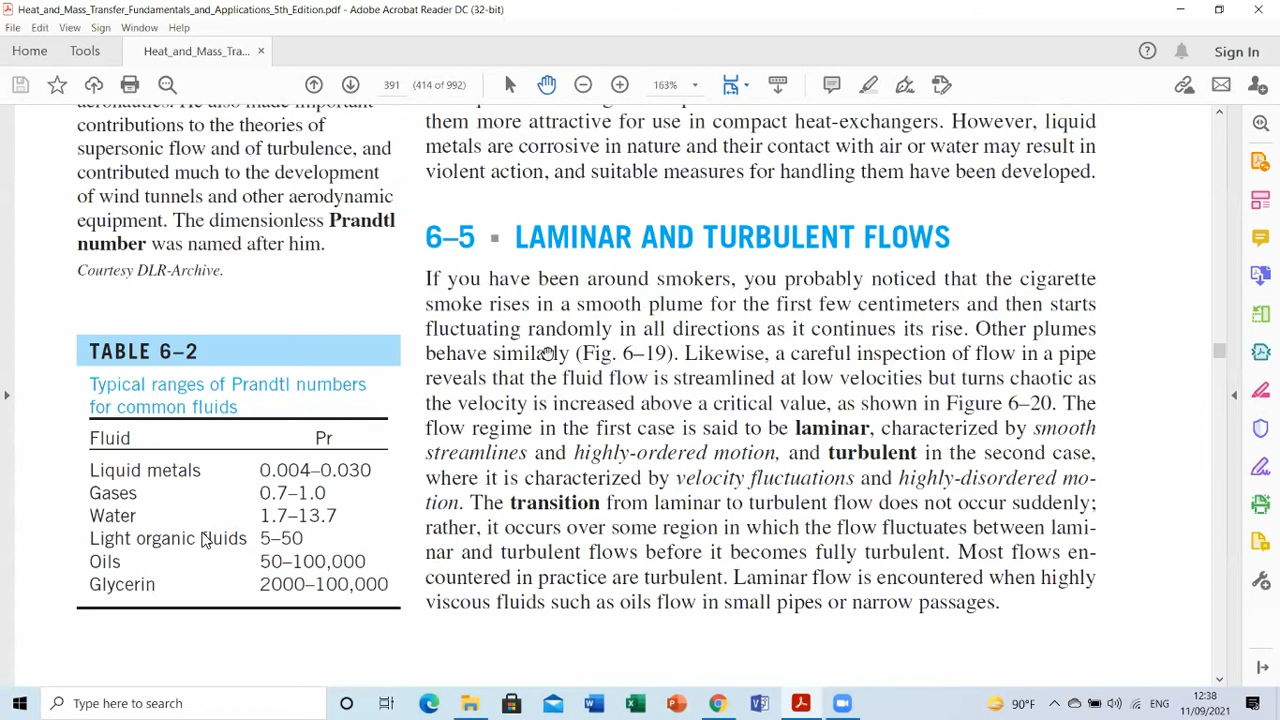 Heat_and_Mass_Transfer_Fundamentals_and_Applications_5th_Edition.pdf - Adobe Acrobat Reader DC (32-bit)
File Edit View Sign Window Help
Home Tools Heat_and_Mass_Tra... × Sign In
391 (414 of 992) 163%
aeronautics. He also made important
contributions to the theories of
supersonic flow and of turbulence, and
contributed much to the development
of wind tunnels and other aerodynamic
equipment. The dimensionless Prandtl
number was named after him.
Courtesy DLR-Archive.
TABLE 6–2
Typical ranges of Prandtl numbers
for common fluids
Fluid Pr
Liquid metals 0.004–0.030
Gases 0.7–1.0
Water 1.7–13.7
Light organic fluids 5–50
Oils 50–100,000
Glycerin 2000–100,000
them more attractive for use in compact heat-exchangers. However, liquid
metals are corrosive in nature and their contact with air or water may result in
violent action, and suitable measures for handling them have been developed.
6–5 ■ LAMINAR AND TURBULENT FLOWS
If you have been around smokers, you probably noticed that the cigarette
smoke rises in a smooth plume for the first few centimeters and then starts
fluctuating randomly in all directions as it continues its rise. Other plumes
behave similarly (Fig. 6–19). Likewise, a careful inspection of flow in a pipe
reveals that the fluid flow is streamlined at low velocities but turns chaotic as
the velocity is increased above a critical value, as shown in Figure 6–20. The
flow regime in the first case is said to be laminar, characterized by smooth
streamlines and highly-ordered motion, and turbulent in the second case,
where it is characterized by velocity fluctuations and highly-disordered mo-
tion. The transition from laminar to turbulent flow does not occur suddenly;
rather, it occurs over some region in which the flow fluctuates between lami-
nar and turbulent flows before it becomes fully turbulent. Most flows en-
countered in practice are turbulent. Laminar flow is encountered when highly
viscous fluids such as oils flow in small pipes or narrow passages.
Type here to search
90°F ENG
12:38
11/09/2021